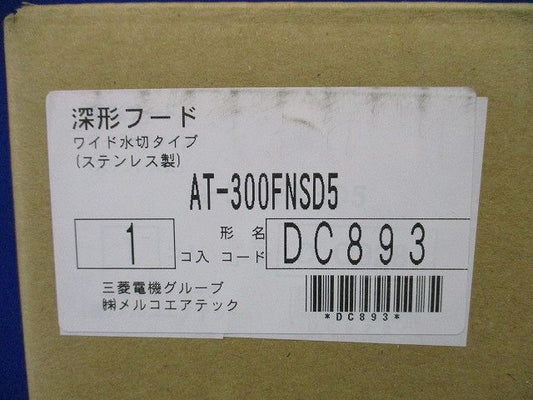 深形フード
ワイド水切タイプ
(ステンレス製)
AT-300FNSD5
1 コ入
形名コード DC893
三菱電機グループ
㈱メルコエアテック
*DC893*